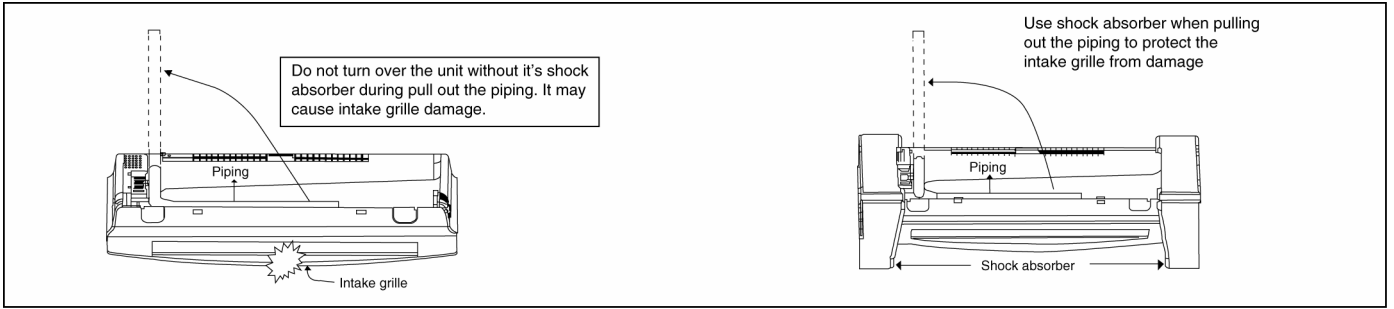 Do not turn over the unit without it's shock
absorber during pull out the piping. It may
cause intake grille damage.
Piping
Intake grille
Use shock absorber when pulling
out the piping to protect the
intake grille from damage
Piping
Shock absorber